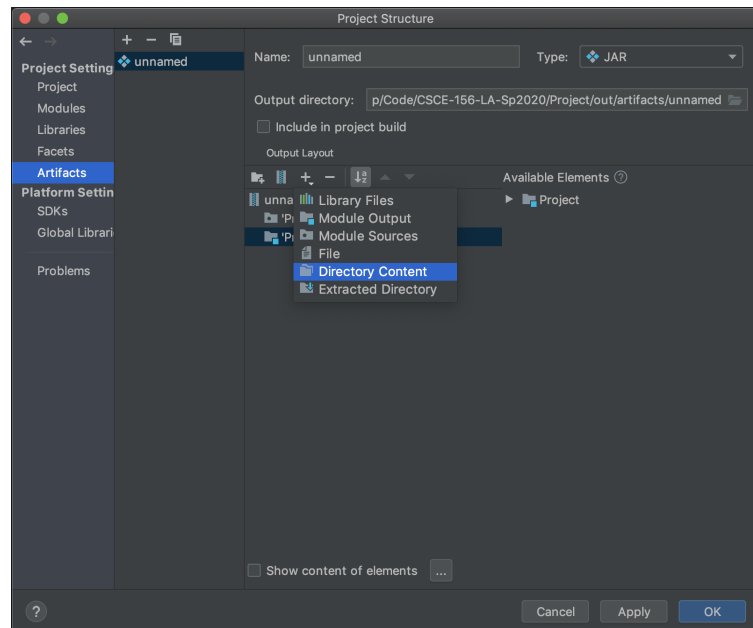 Project Structure
Project Setting
Project
Modules
Libraries
Facets
Artifacts
Platform Settin
SDKs
Global Librari
Problems
unnamed
Name: unnamed Type: JAR
Output directory: p/Code/CSCE-156-LA-Sp2020/Project/out/artifacts/unnamed
Include in project build
Output Layout
Available Elements ?
unna
'Pr
'Pr
Library Files
Module Output
Module Sources
File
Directory Content
Extracted Directory
Project
Show content of elements ...
? Cancel Apply OK